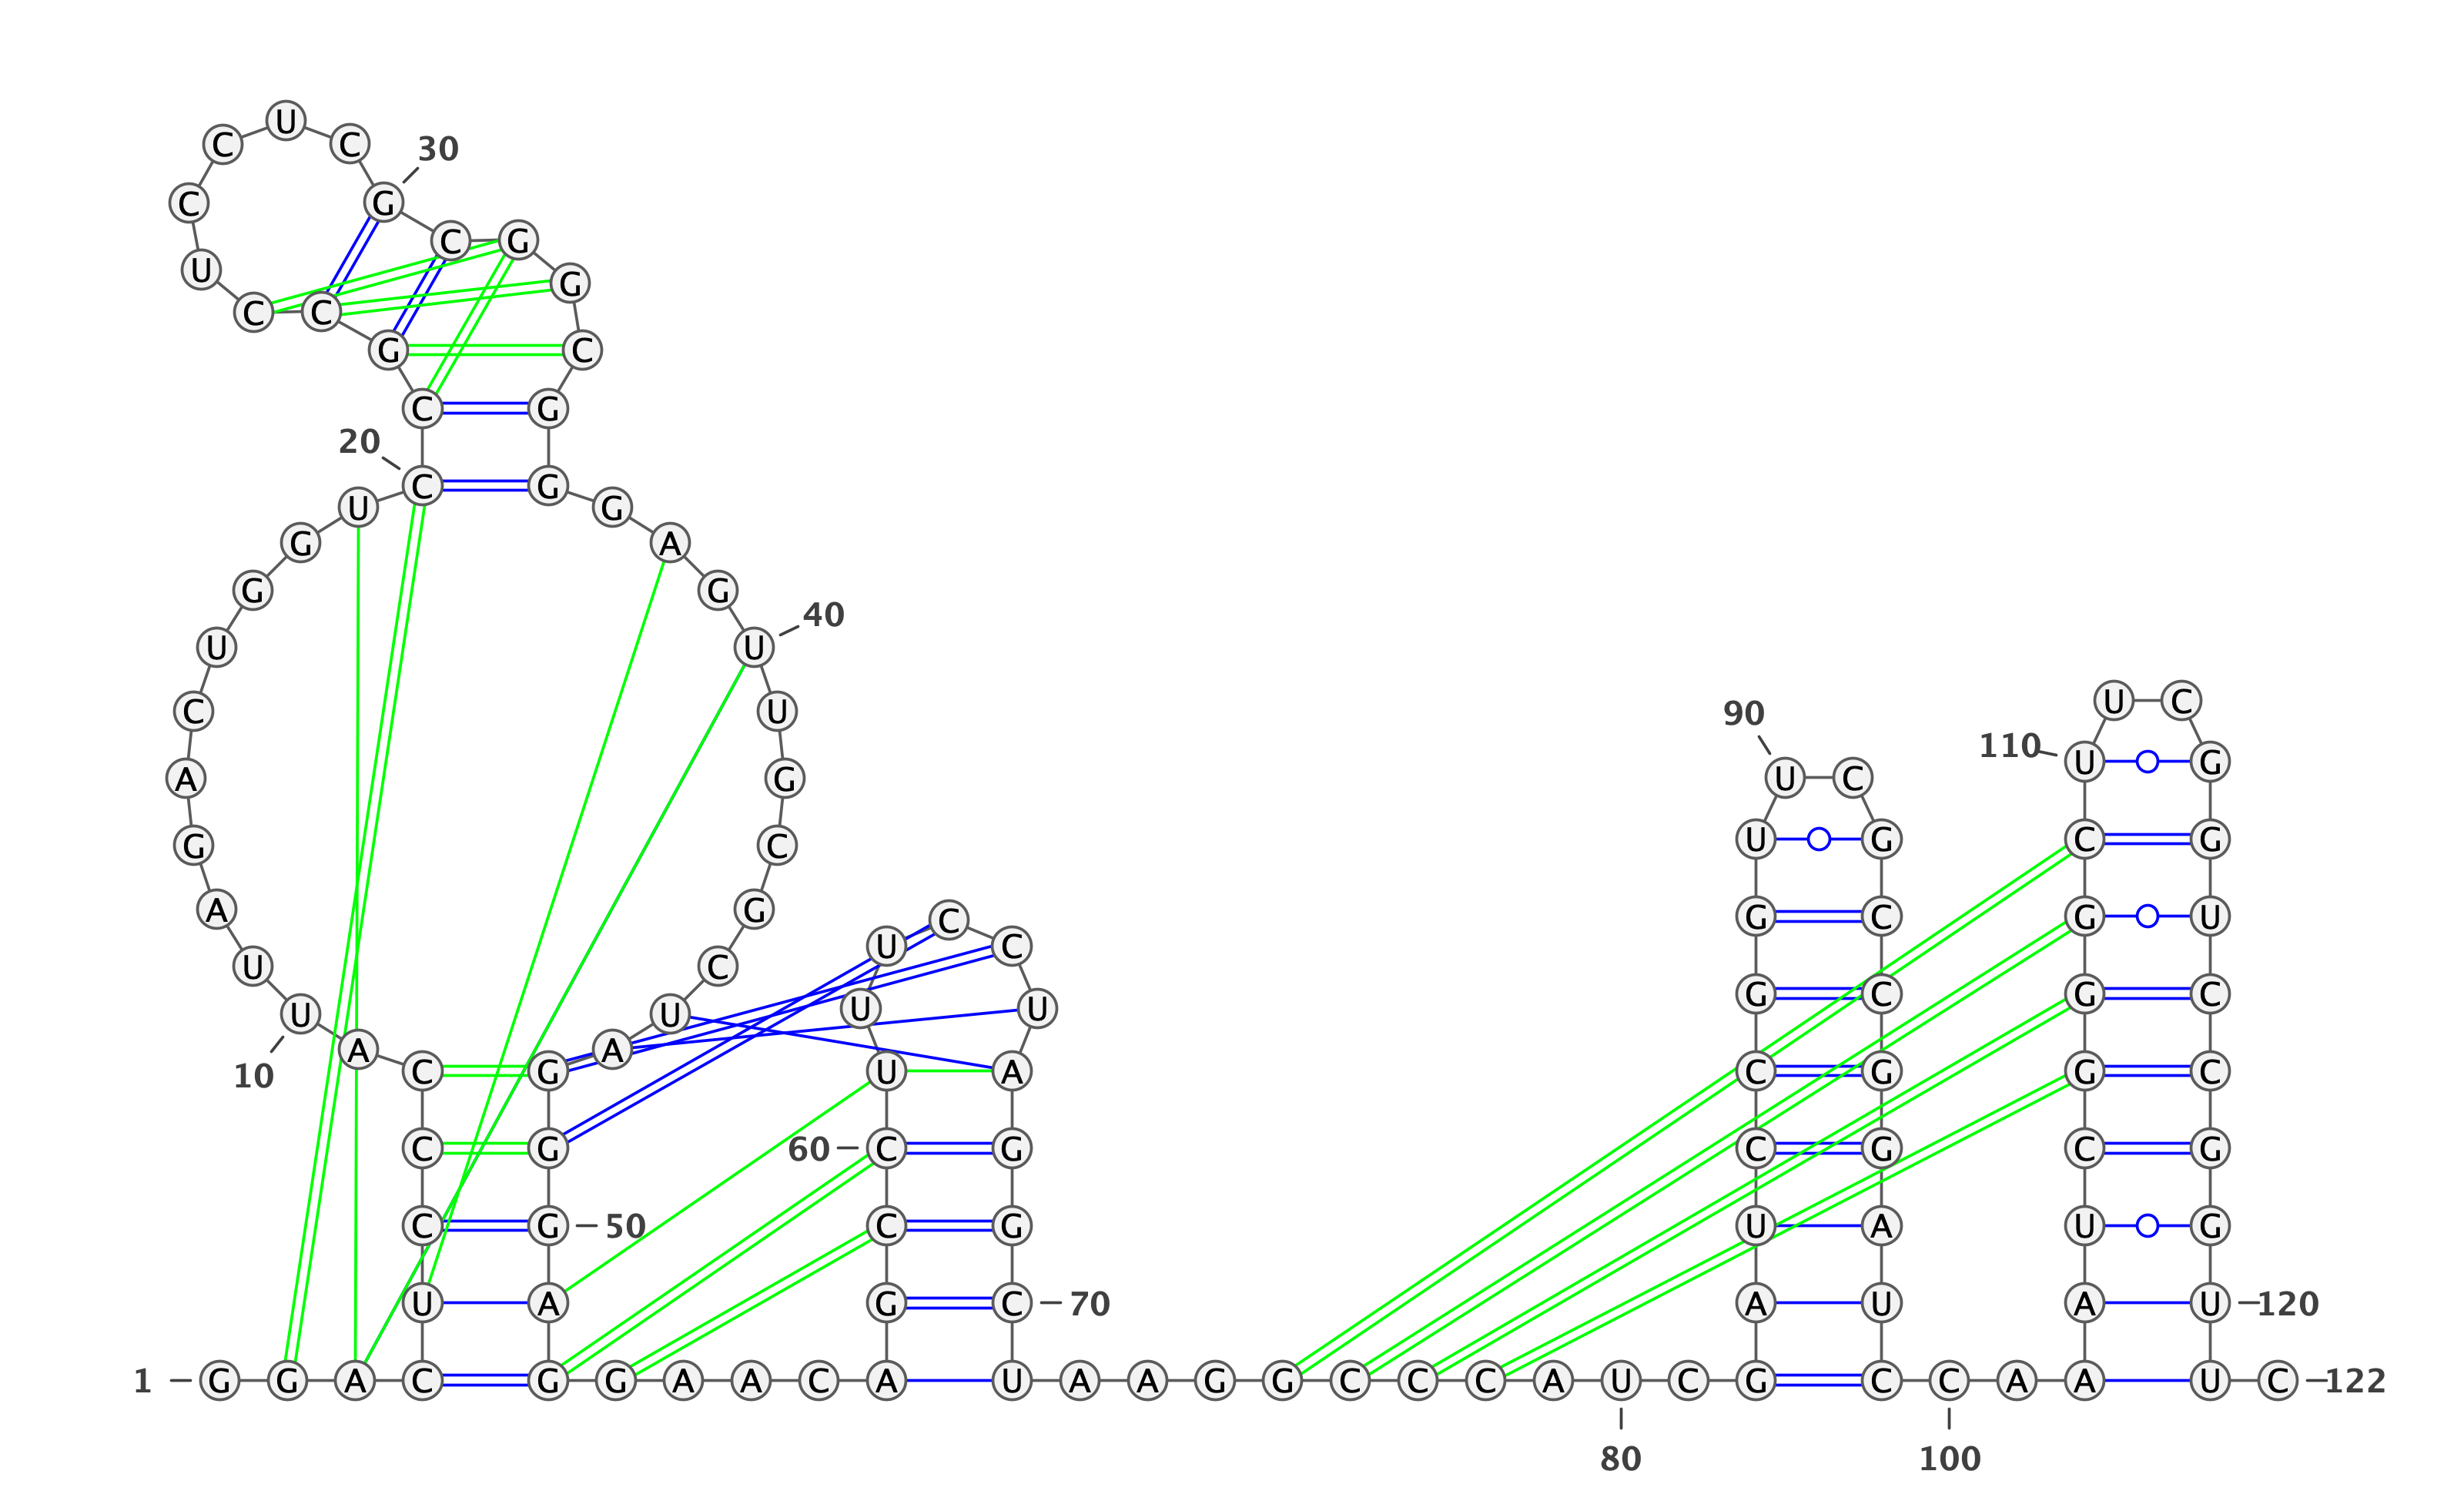 U
C C
30
C G
C G
U G
C C
G C
C G
20
C G
U G
G A
G G
40
U U
U C
C U 90
110
U G
A G U C
U G C G
G C
A G C
G C G U
U C
U C
G C G C
U U
U U
A A
C G U A C G G C
10
C G 60 C G C G C G
C G 50 C G U A U G
U A G C 70 A U A U 120
1 G G A C G G A A C A U A A G G C C C A U C G C C A A U C 122
80 100